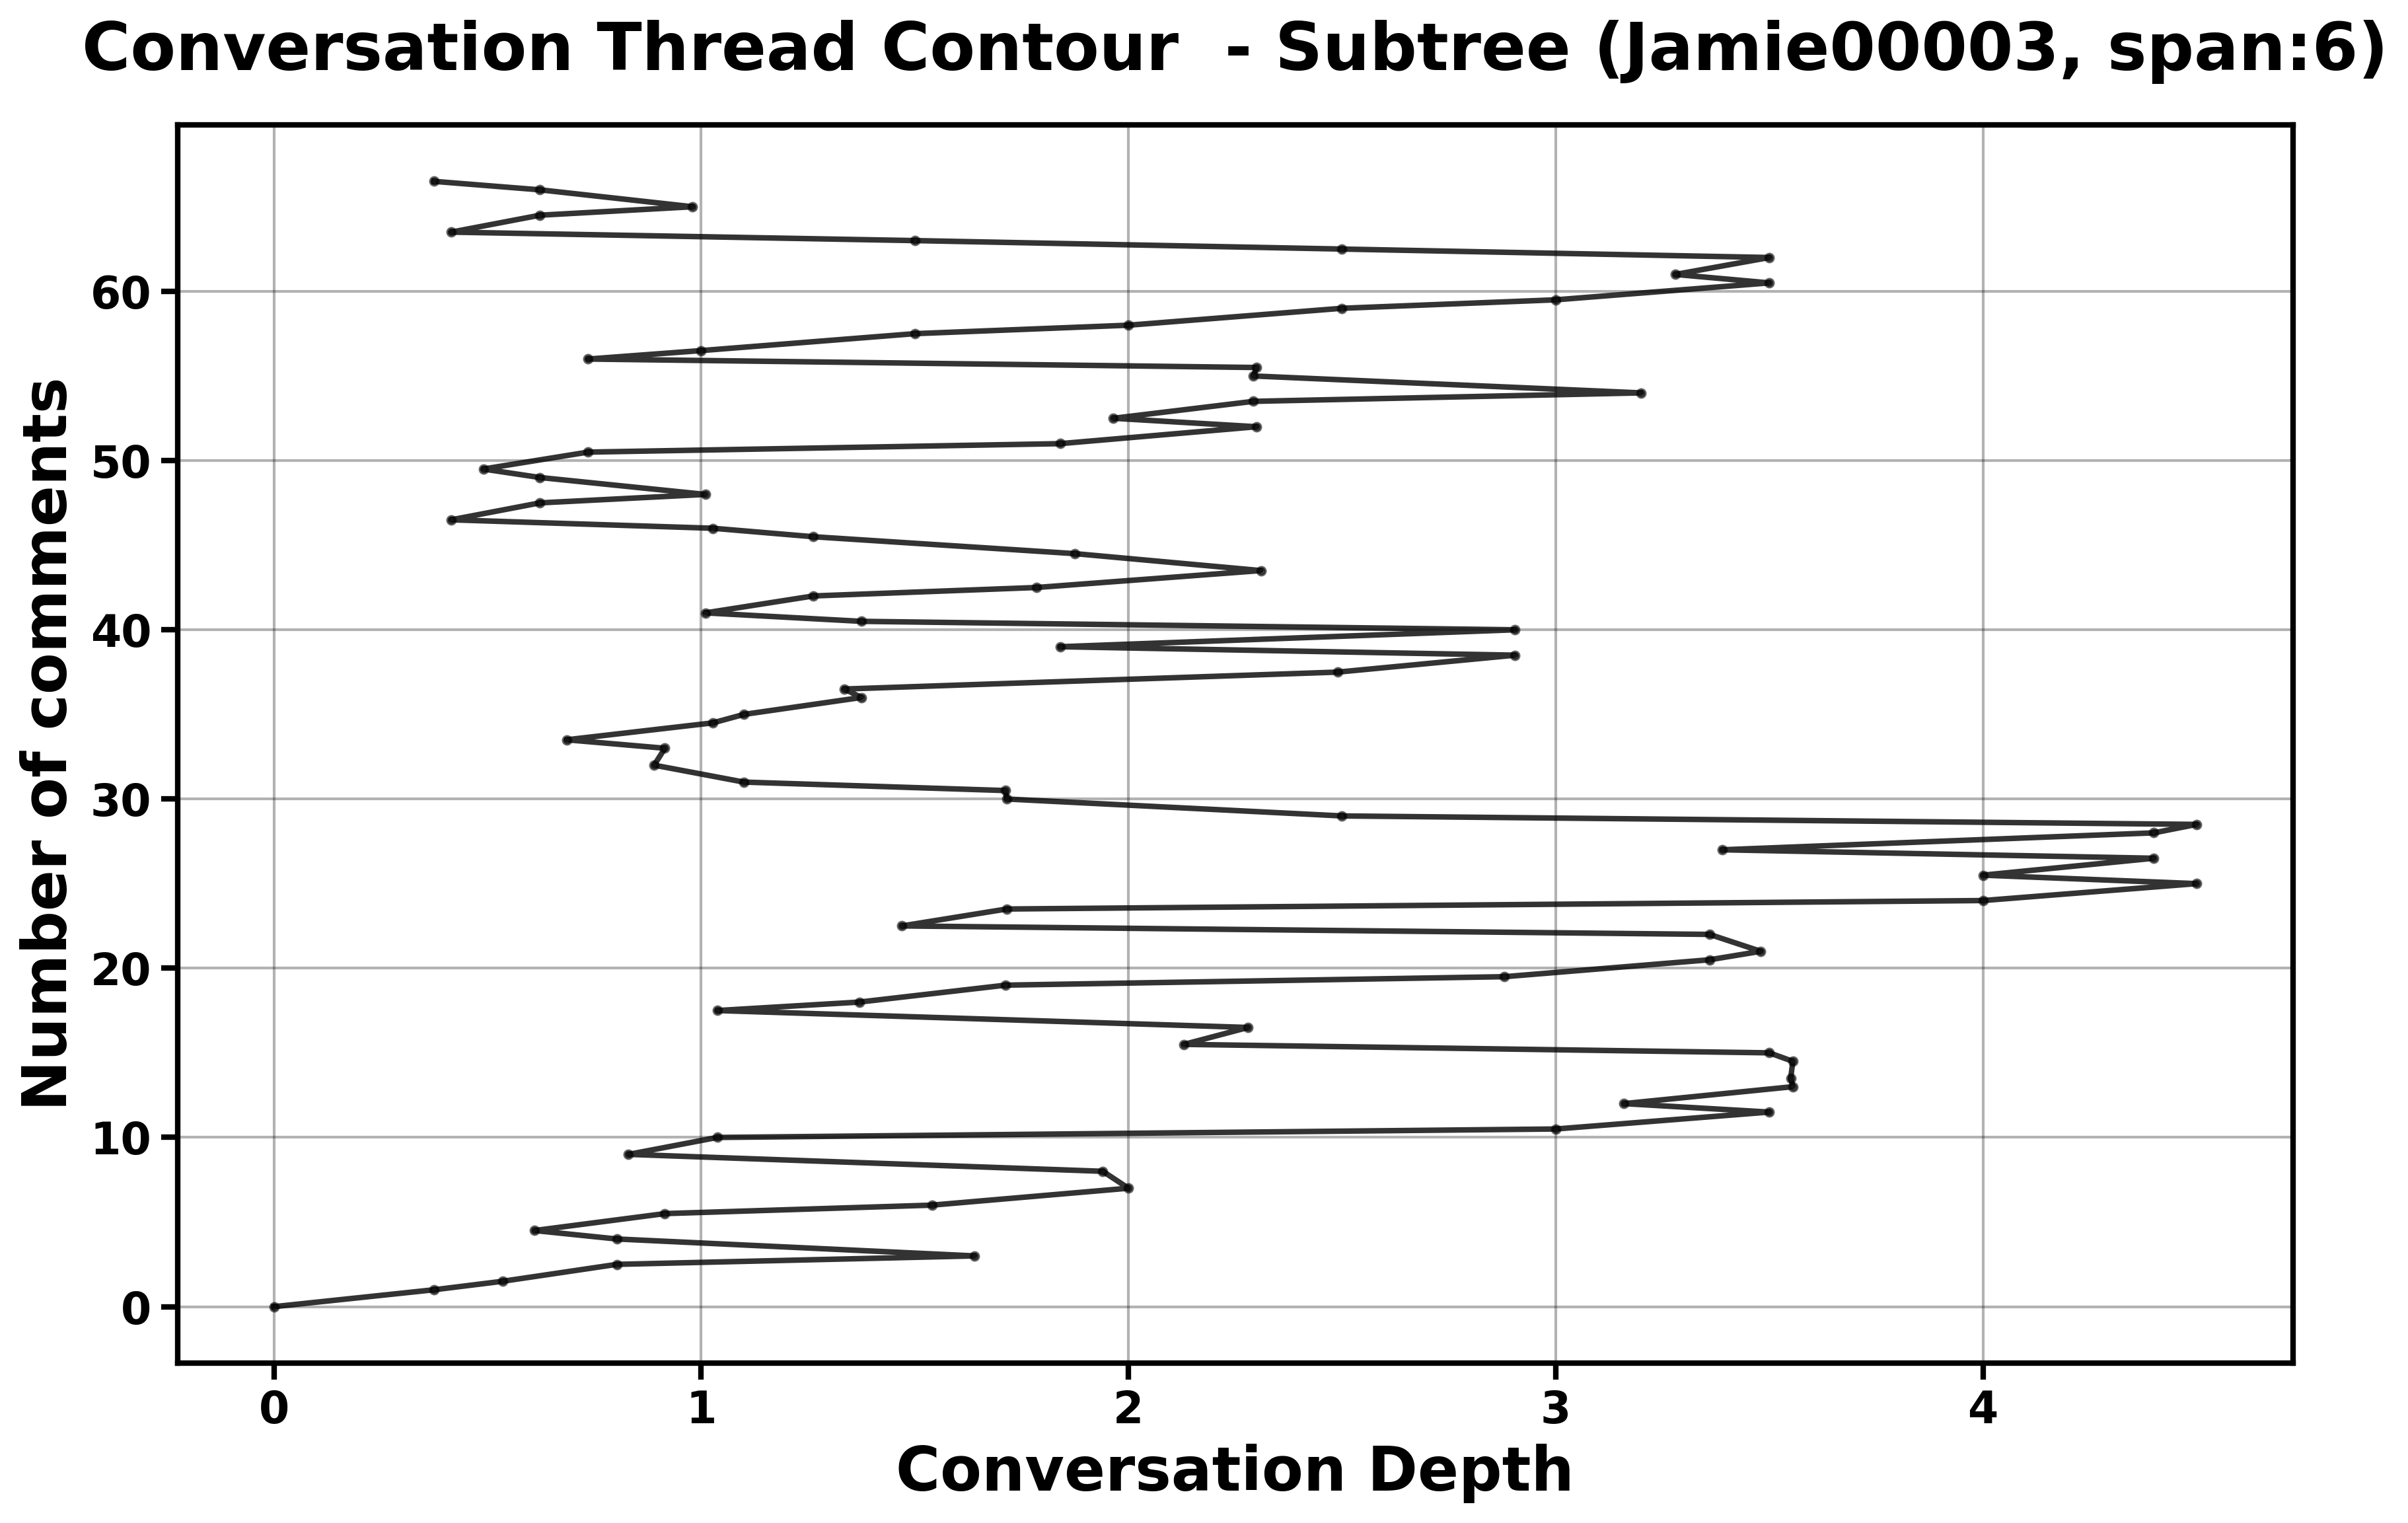 Conversation Thread Contour  - Subtree (Jamie00003, span:6)
Number of comments
60
50
40
30
20
10
0
0 1 2 3 4
Conversation Depth